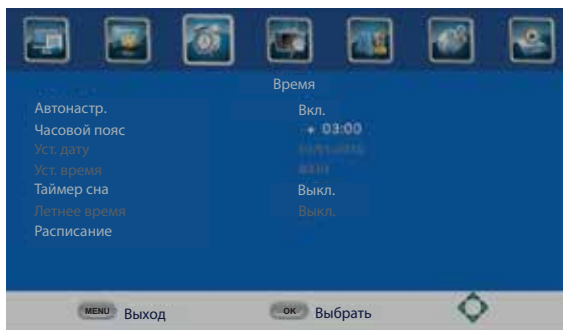 Время
Автонастр. Вкл.
Часовой пояс + 03:00
Уст. дату
Уст. время
Таймер сна Выкл.
Летнее время Выкл.
Расписание
MENU Выход OK Выбрать